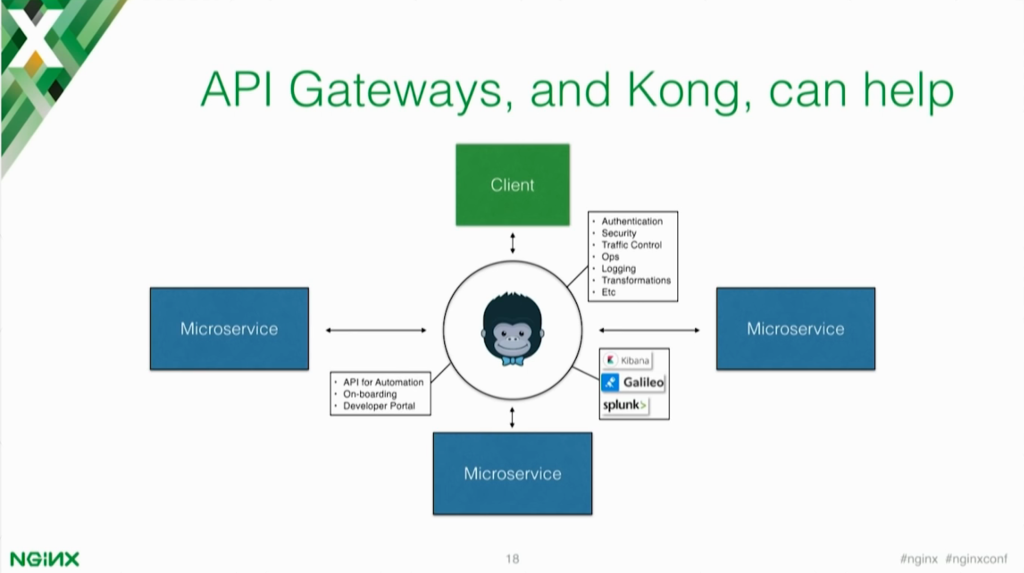 API Gateways, and Kong, can help
Client
· Authentication
· Security
· Traffic Control
· Ops
· Logging
· Transformations
· Etc
Microservice
Microservice
Kibana
Galileo
splunk>
· API for Automation
· On-boarding
· Developer Portal
Microservice
NGINX
18
#nginx #nginxconf